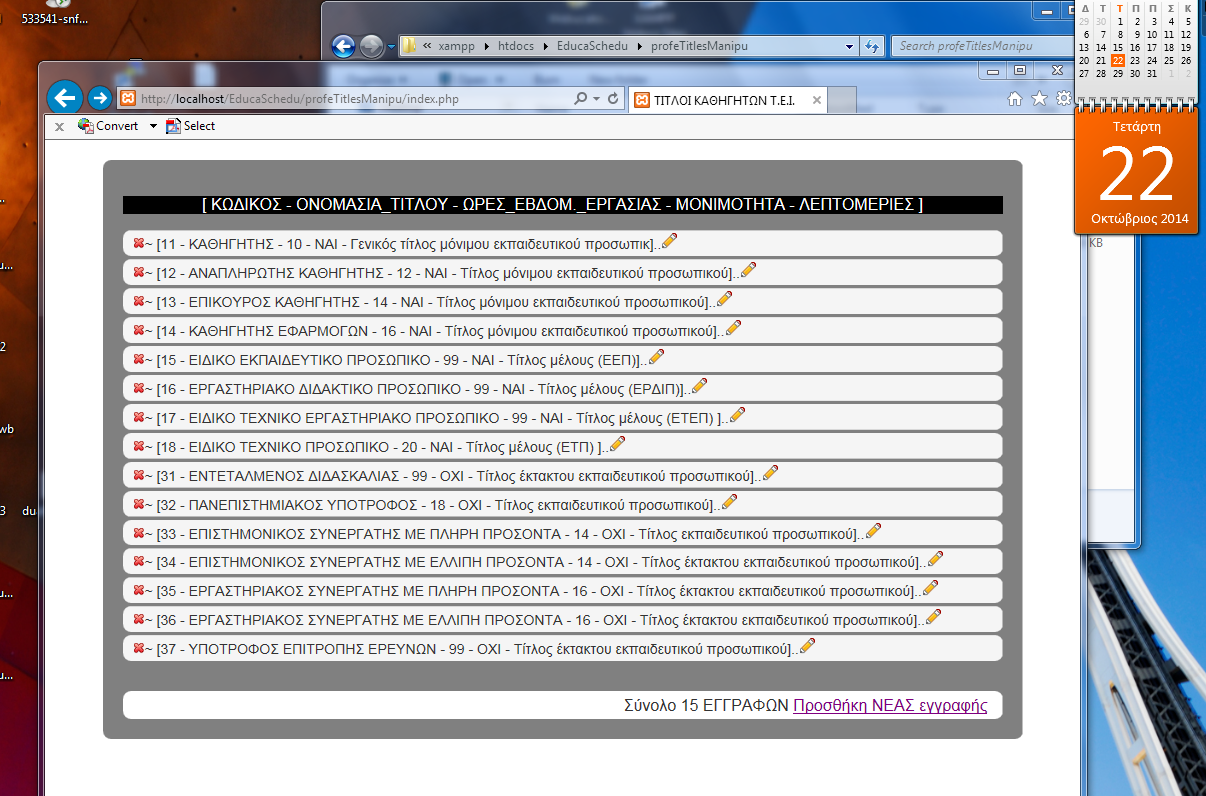 533541-snf...
« xampp ▸ htdocs ▸ EducaSchedu ▸ profeTitlesManipu
Search profeTitlesManipu
http://localhost/EducaSchedu/profeTitlesManipu/index.php
ΤΙΤΛΟΙ ΚΑΘΗΓΗΤΩΝ Τ.Ε.Ι.
x Convert Select
[ ΚΩΔΙΚΟΣ - ΟΝΟΜΑΣΙΑ_ΤΙΤΛΟΥ - ΩΡΕΣ_ΕΒΔΟΜ._ΕΡΓΑΣΙΑΣ - ΜΟΝΙΜΟΤΗΤΑ - ΛΕΠΤΟΜΕΡΙΕΣ ]
~ [11 - ΚΑΘΗΓΗΤΗΣ - 10 - ΝΑΙ - Γενικός τίτλος μόνιμου εκπαιδευτικού προσωπικ]..
~ [12 - ΑΝΑΠΛΗΡΩΤΗΣ ΚΑΘΗΓΗΤΗΣ - 12 - ΝΑΙ - Τίτλος μόνιμου εκπαιδευτικού προσωπικού]..
~ [13 - ΕΠΙΚΟΥΡΟΣ ΚΑΘΗΓΗΤΗΣ - 14 - ΝΑΙ - Τίτλος μόνιμου εκπαιδευτικού προσωπικού]..
~ [14 - ΚΑΘΗΓΗΤΗΣ ΕΦΑΡΜΟΓΩΝ - 16 - ΝΑΙ - Τίτλος μόνιμου εκπαιδευτικού προσωπικού]..
~ [15 - ΕΙΔΙΚΟ ΕΚΠΑΙΔΕΥΤΙΚΟ ΠΡΟΣΩΠΙΚΟ - 99 - ΝΑΙ - Τίτλος μέλους (ΕΕΠ)]..
~ [16 - ΕΡΓΑΣΤΗΡΙΑΚΟ ΔΙΔΑΚΤΙΚΟ ΠΡΟΣΩΠΙΚΟ - 99 - ΝΑΙ - Τίτλος μέλους (ΕΡΔΙΠ)]..
~ [17 - ΕΙΔΙΚΟ ΤΕΧΝΙΚΟ ΕΡΓΑΣΤΗΡΙΑΚΟ ΠΡΟΣΩΠΙΚΟ - 99 - ΝΑΙ - Τίτλος μέλους (ΕΤΕΠ) ]..
~ [18 - ΕΙΔΙΚΟ ΤΕΧΝΙΚΟ ΠΡΟΣΩΠΙΚΟ - 20 - ΝΑΙ - Τίτλος μέλους (ΕΤΠ) ]..
~ [31 - ΕΝΤΕΤΑΛΜΕΝΟΣ ΔΙΔΑΣΚΑΛΙΑΣ - 99 - ΟΧΙ - Τίτλος έκτακτου εκπαιδευτικού προσωπικού]..
~ [32 - ΠΑΝΕΠΙΣΤΗΜΙΑΚΟΣ ΥΠΟΤΡΟΦΟΣ - 18 - ΟΧΙ - Τίτλος εκπαιδευτικού προσωπικού]..
~ [33 - ΕΠΙΣΤΗΜΟΝΙΚΟΣ ΣΥΝΕΡΓΑΤΗΣ ΜΕ ΠΛΗΡΗ ΠΡΟΣΟΝΤΑ - 14 - ΟΧΙ - Τίτλος εκπαιδευτικού προσωπικού]..
~ [34 - ΕΠΙΣΤΗΜΟΝΙΚΟΣ ΣΥΝΕΡΓΑΤΗΣ ΜΕ ΕΛΛΙΠΗ ΠΡΟΣΟΝΤΑ - 14 - ΟΧΙ - Τίτλος έκτακτου εκπαιδευτικού προσωπικού]..
~ [35 - ΕΡΓΑΣΤΗΡΙΑΚΟΣ ΣΥΝΕΡΓΑΤΗΣ ΜΕ ΠΛΗΡΗ ΠΡΟΣΟΝΤΑ - 16 - ΟΧΙ - Τίτλος έκτακτου εκπαιδευτικού προσωπικού]..
~ [36 - ΕΡΓΑΣΤΗΡΙΑΚΟΣ ΣΥΝΕΡΓΑΤΗΣ ΜΕ ΕΛΛΙΠΗ ΠΡΟΣΟΝΤΑ - 16 - ΟΧΙ - Τίτλος έκτακτου εκπαιδευτικού προσωπικού]..
~ [37 - ΥΠΟΤΡΟΦΟΣ ΕΠΙΤΡΟΠΗΣ ΕΡΕΥΝΩΝ - 99 - ΟΧΙ - Τίτλος έκτακτου εκπαιδευτικού προσωπικού]..
Σύνολο 15 ΕΓΓΡΑΦΩΝ Προσθήκη ΝΕΑΣ εγγραφής
Δ Τ Τ Π Π Σ Κ
29 30 1 2 3 4 5
6 7 8 9 10 11 12
13 14 15 16 17 18 19
20 21 22 23 24 25 26
27 28 29 30 31 1 2
Τετάρτη
22
Οκτώβριος 2014
KB